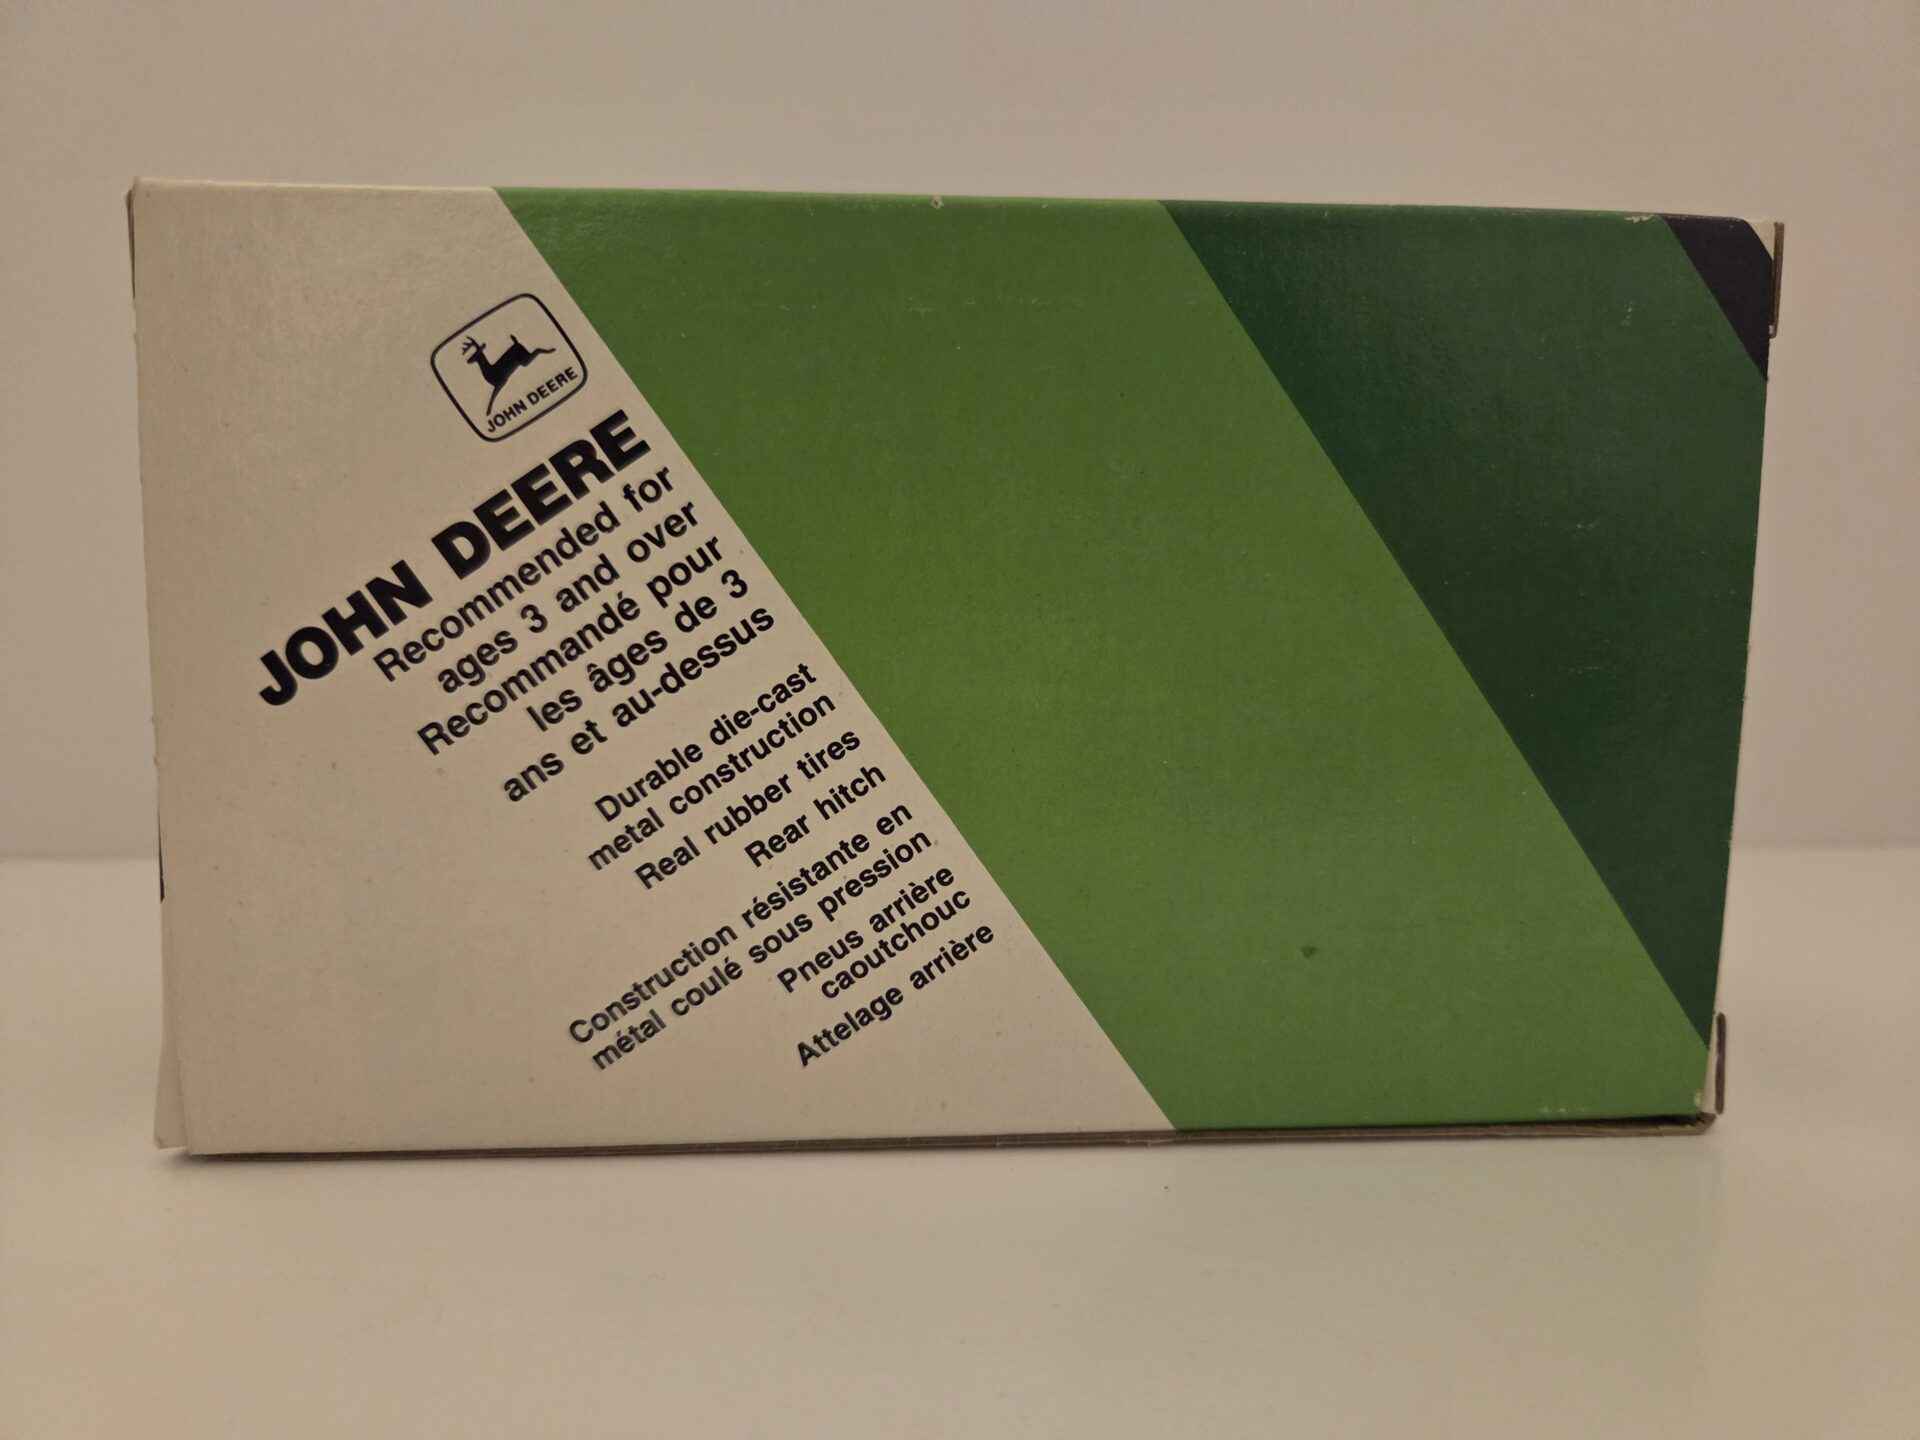 JOHN DEERE
JOHN DEERE
Recommended for
ages 3 and over
Recommandé pour
les âges de 3
ans et au-dessus
Durable die-cast
metal construction
Real rubber tires
Rear hitch
Construction résistante en
métal coulé sous pression
Pneus arrière
caoutchouc
Attelage arrière